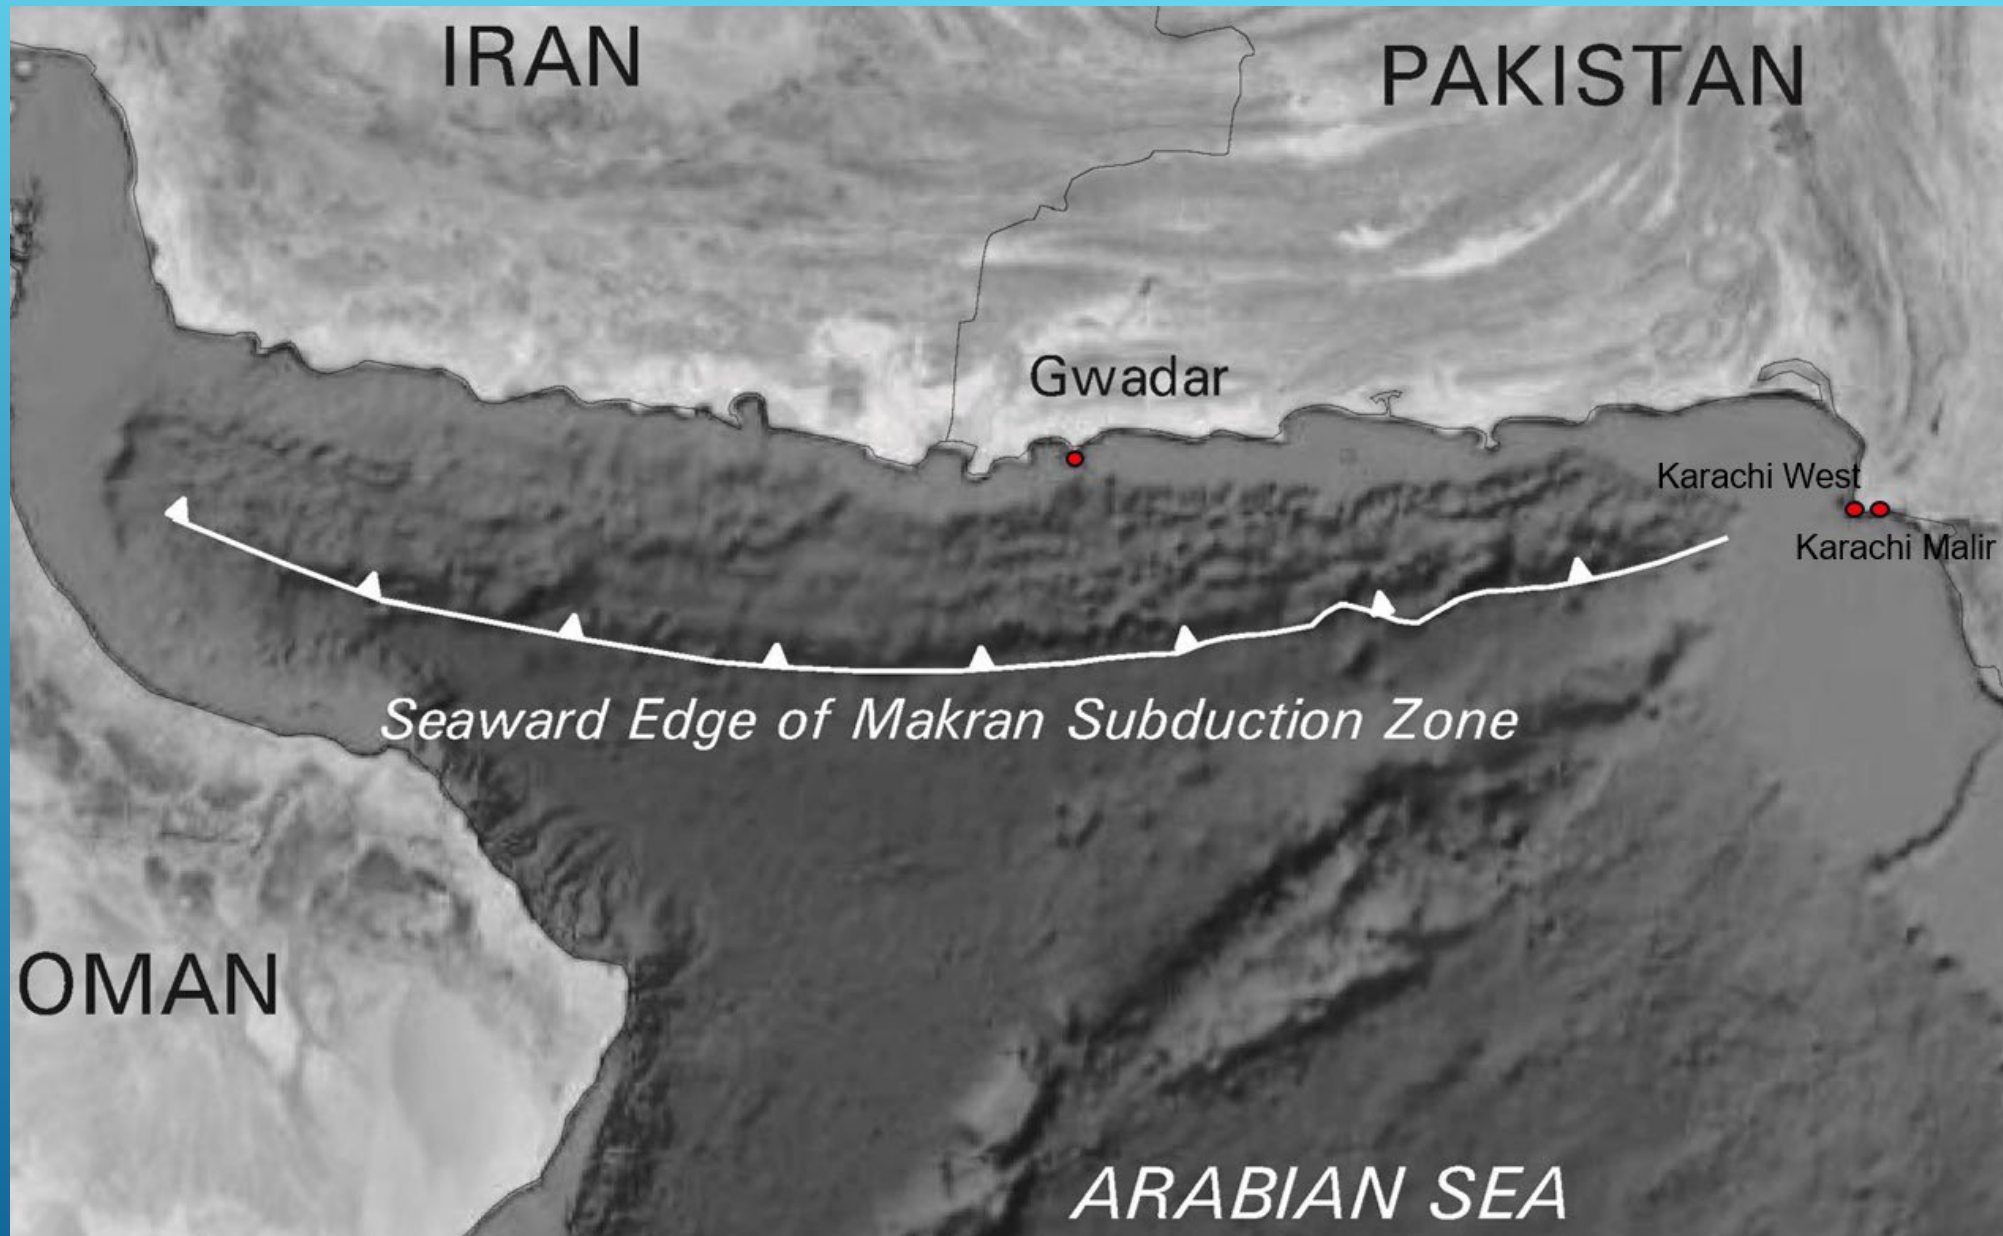 IRAN
PAKISTAN
Gwadar
Karachi West
Karachi Malir
Seaward Edge of Makran Subduction Zone
OMAN
ARABIAN SEA